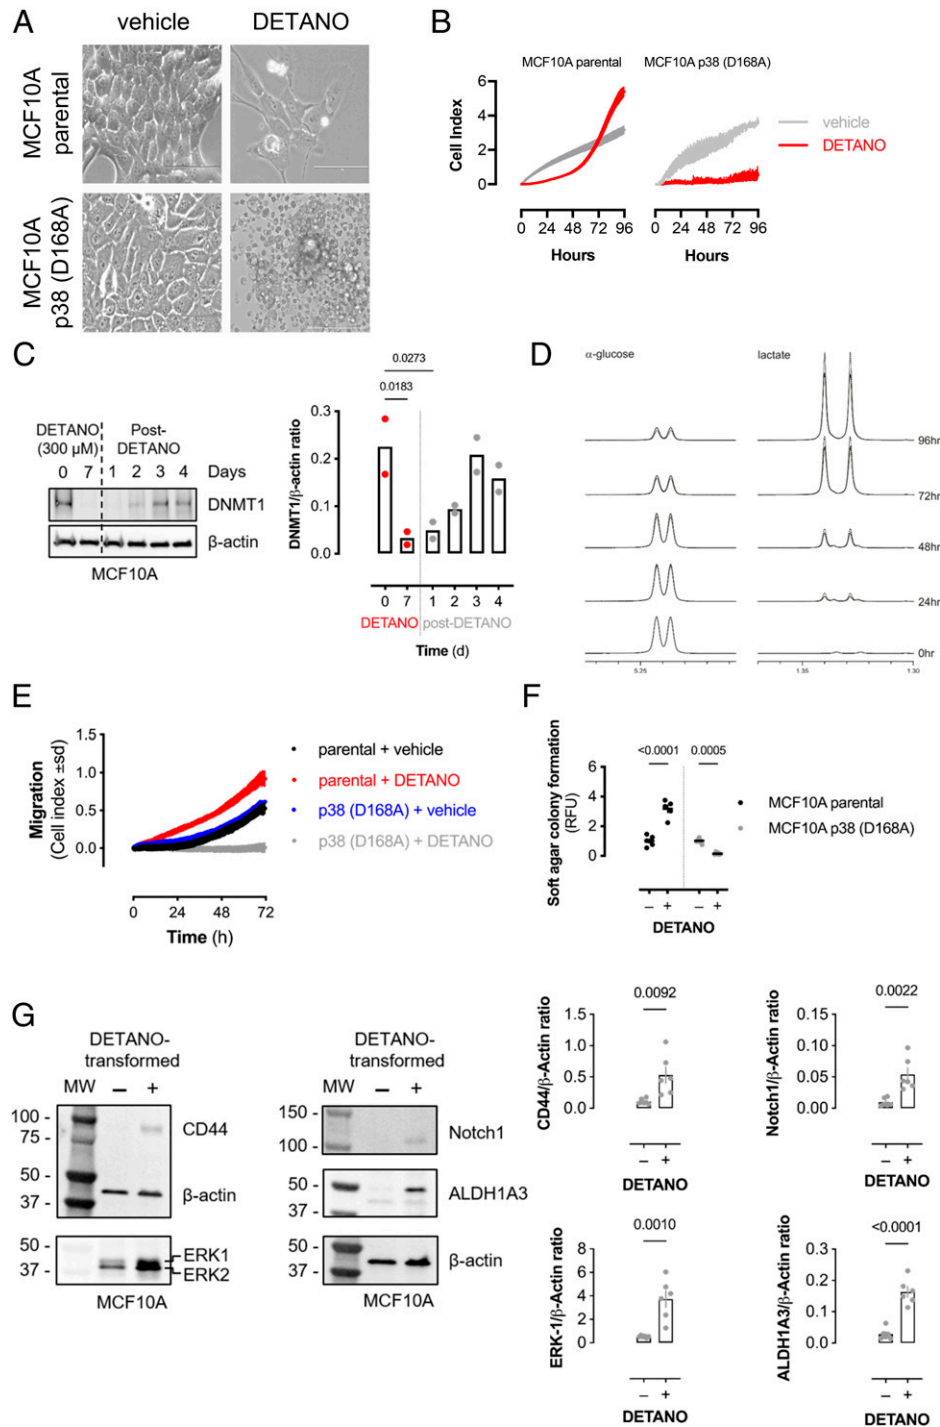 A
vehicle
DETANO
MCF10A
parental
MCF10A
p38 (D168A)
B
MCF10A parental
MCF10A p38 (D168A)
Cell Index
6
4
2
0
0 24 48 72 96
0 24 48 72 96
Hours
Hours
vehicle
DETANO
C
DETANO
(300 µM)
Post-
DETANO
0 7 1 2 3 4 Days
DNMT1
β-actin
MCF10A
0.0273
0.0183
DNMT1/β-actin ratio
0.3
0.2
0.1
0.0
0 7 1 2 3 4
DETANO post-DETANO
Time (d)
D
α-glucose
lactate
96hr
72hr
48hr
24hr
0hr
5.25
1.35
1.30
E
Migration
(Cell index ±sd)
1.5
1.0
0.5
0.0
0 24 48 72
Time (h)
parental + vehicle
parental + DETANO
p38 (D168A) + vehicle
p38 (D168A) + DETANO
F
Soft agar colony formation
(RFU)
<0.0001 0.0005
6
4
2
0
– + – +
DETANO
MCF10A parental
MCF10A p38 (D168A)
G
DETANO-
transformed
MW – +
100 -
75 -
50 -
37 -
CD44
β-actin
50 -
37 -
ERK1
ERK2
MCF10A
DETANO-
transformed
MW – +
150 -
100 -
Notch1
50 -
37 -
ALDH1A3
50 -
37 -
β-actin
MCF10A
0.0092
CD44/β-Actin ratio
1.5
1.0
0.5
0.0
– +
DETANO
0.0022
Notch1/β-Actin ratio
0.15
0.10
0.05
0.00
– +
DETANO
0.0010
ERK-1/β-Actin ratio
8
6
4
2
0
– +
DETANO
<0.0001
ALDH1A3/β-Actin ratio
0.3
0.2
0.1
0.0
– +
DETANO